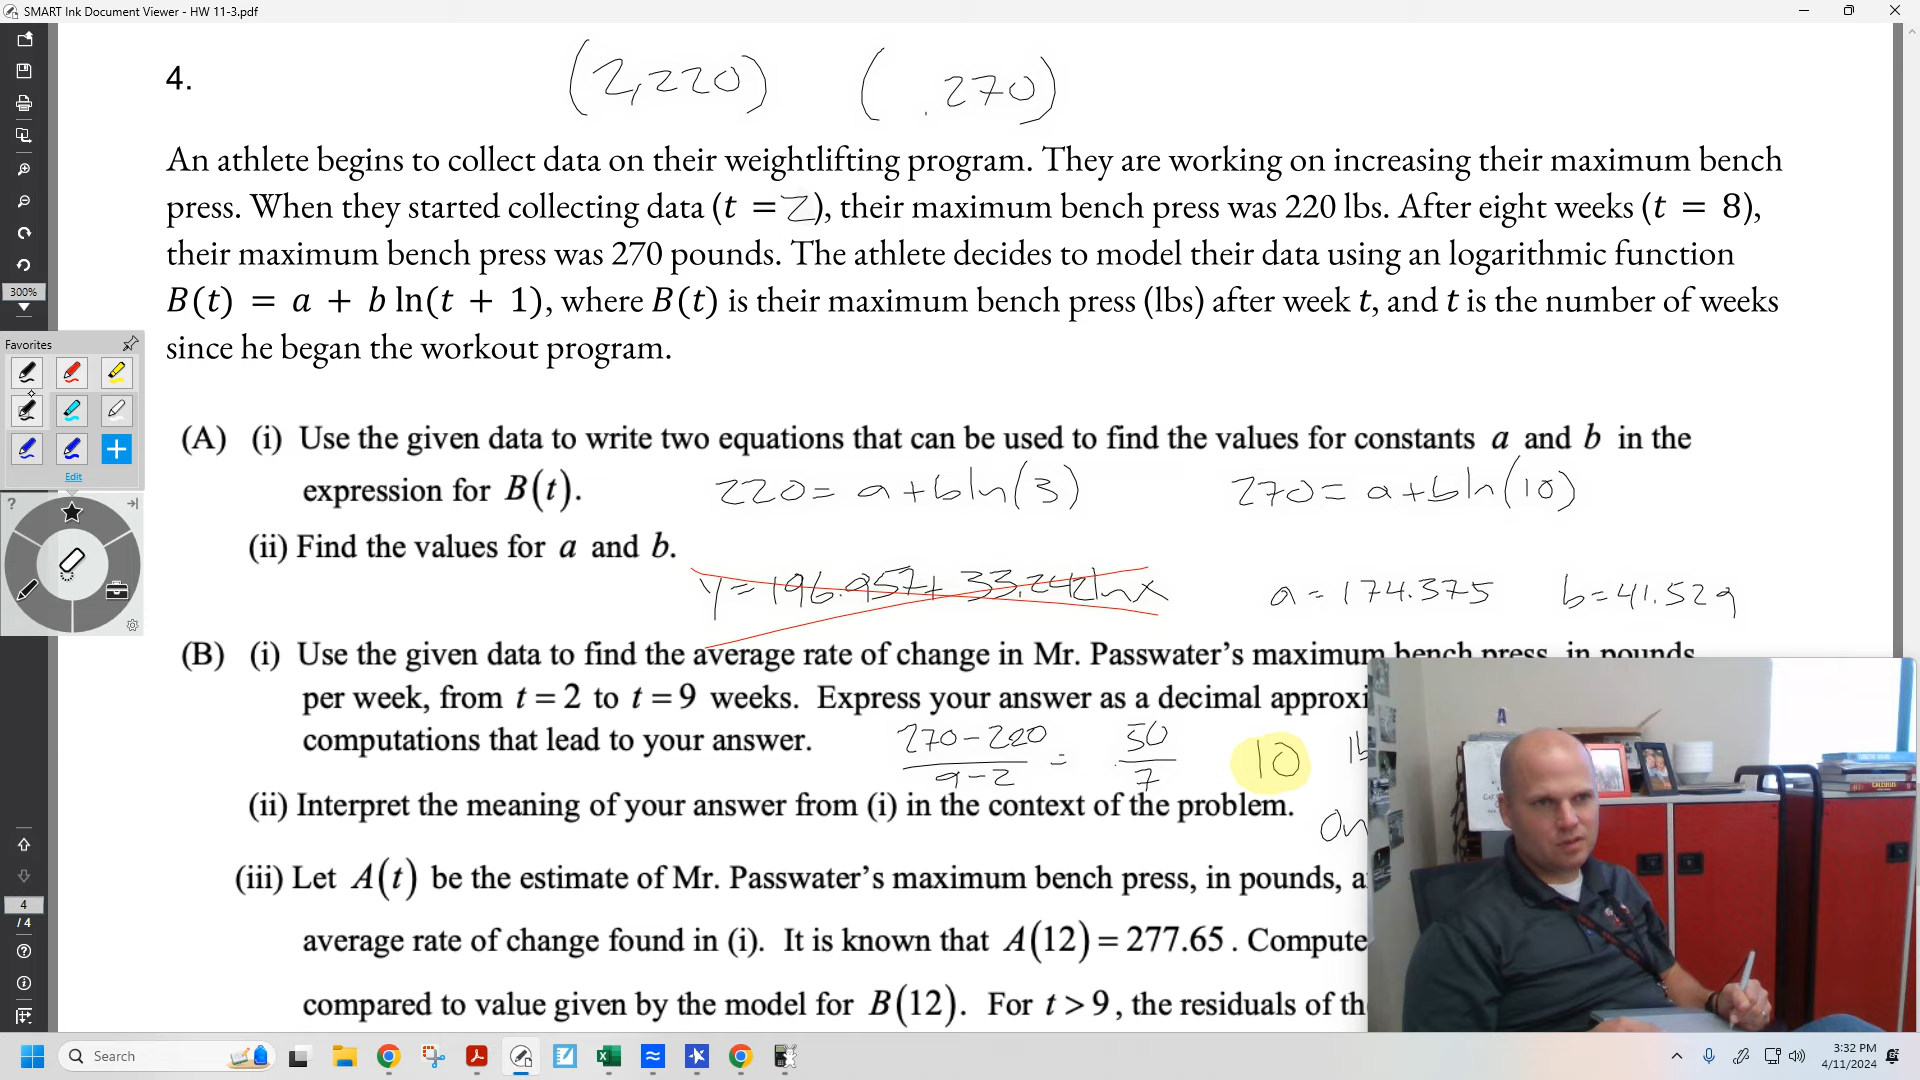 SMART Ink Document Viewer - HW 11-3.pdf
4.
(2,220) ( . 270)
An athlete begins to collect data on their weightlifting program. They are working on increasing their maximum bench
press. When they started collecting data (t = 2), their maximum bench press was 220 lbs. After eight weeks (t = 8),
their maximum bench press was 270 pounds. The athlete decides to model their data using an logarithmic function
B(t) = a + b ln(t + 1), where B(t) is their maximum bench press (lbs) after week t, and t is the number of weeks
since he began the workout program.
300%
Favorites
Edit
(A) (i) Use the given data to write two equations that can be used to find the values for constants a and b in the
expression for B(t).
220 = a + b ln(3) 270 = a + b ln(10)
(ii) Find the values for a and b.
y = 196.957 + 33.242 ln x a = 174.375 b = 41.529
(B) (i) Use the given data to find the average rate of change in Mr. Passwater's maximum bench press, in pounds
per week, from t = 2 to t = 9 weeks. Express your answer as a decimal approxi
computations that lead to your answer.
270-220
9-2
= 50
7
10 lb
(ii) Interpret the meaning of your answer from (i) in the context of the problem.
On
(iii) Let A(t) be the estimate of Mr. Passwater's maximum bench press, in pounds, a
average rate of change found in (i). It is known that A(12) = 277.65. Compute
compared to value given by the model for B(12). For t > 9, the residuals of th
4
/ 4
Search
3:32 PM
4/11/2024